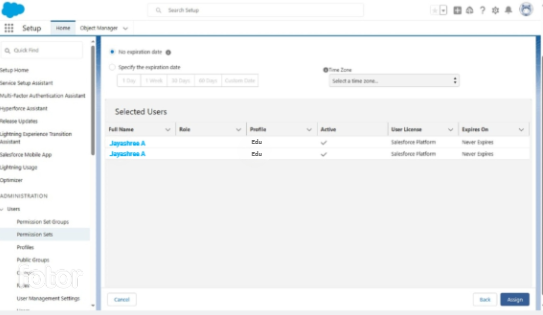 Search Setup
Setup
Home
Object Manager
Quick Find
Setup Home
Service Setup Assistant
Multi-Factor Authentication Assistant
Hyperforce Assistant
Release Updates
Lightning Experience Transition
Assistant
Salesforce Mobile App
Lightning Usage
Optimizer
ADMINISTRATION
Users
Permission Set Groups
Permission Sets
Profiles
Public Groups
User Management Settings
fotor
No expiration date
Specify the expiration date
1 Day 1 Week 30 Days 60 Days Custom Date
Time Zone
Select a time zone...
Selected Users
Full Name Role Profile Active User License Expires On
Jayashree A Edu Salesforce Platform Never Expires
Jayashree A Edu Salesforce Platform Never Expires
Cancel
Back
Assign